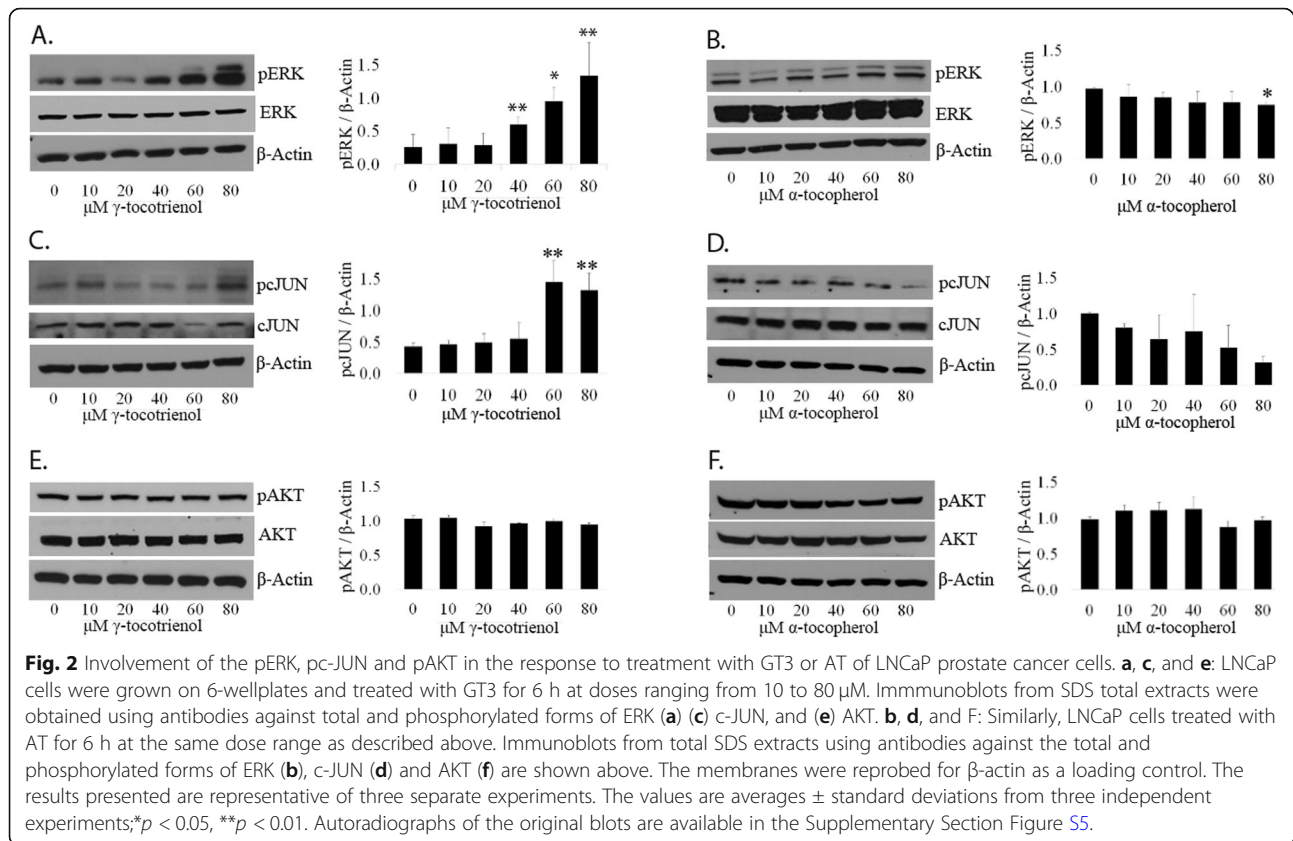 A.
pERK
ERK
β-Actin
0 10 20 40 60 80
μM γ-tocotrienol
pERK / β-Actin
1.5
1.0
0.5
0.0
** * **
0 10 20 40 60 80
μM γ-tocotrienol
B.
pERK
ERK
β-Actin
0 10 20 40 60 80
μM α-tocopherol
pERK / β-Actin
1.5
1.0
0.5
0.0
*
0 10 20 40 60 80
μM α-tocopherol
C.
pcJUN
cJUN
β-Actin
0 10 20 40 60 80
μM γ-tocotrienol
pcJUN / β-Actin
1.5
1.0
0.5
0.0
** **
0 10 20 40 60 80
μM γ-tocotrienol
D.
pcJUN
cJUN
β-Actin
0 10 20 40 60 80
μM α-tocopherol
pcJUN / β-Actin
1.5
1.0
0.5
0.0
0 10 20 40 60 80
μM α-tocopherol
E.
pAKT
AKT
β-Actin
0 10 20 40 60 80
μM γ-tocotrienol
pAKT / β-Actin
1.5
1.0
0.5
0.0
0 10 20 40 60 80
μM γ-tocotrienol
F.
pAKT
AKT
β-Actin
0 10 20 40 60 80
μM α-tocopherol
pAKT / β-Actin
1.5
1.0
0.5
0.0
0 10 20 40 60 80
μM α-tocopherol
Fig. 2 Involvement of the pERK, pc-JUN and pAKT in the response to treatment with GT3 or AT of LNCaP prostate cancer cells. a, c, and e: LNCaP
cells were grown on 6-wellplates and treated with GT3 for 6 h at doses ranging from 10 to 80 μM. Immmunoblots from SDS total extracts were
obtained using antibodies against total and phosphorylated forms of ERK (a) (c) c-JUN, and (e) AKT. b, d, and F: Similarly, LNCaP cells treated with
AT for 6 h at the same dose range as described above. Immunoblots from total SDS extracts using antibodies against the total and
phosphorylated forms of ERK (b), c-JUN (d) and AKT (f) are shown above. The membranes were reprobed for β-actin as a loading control. The
results presented are representative of three separate experiments. The values are averages ± standard deviations from three independent
experiments;*p < 0.05, **p < 0.01. Autoradiographs of the original blots are available in the Supplementary Section Figure S5.